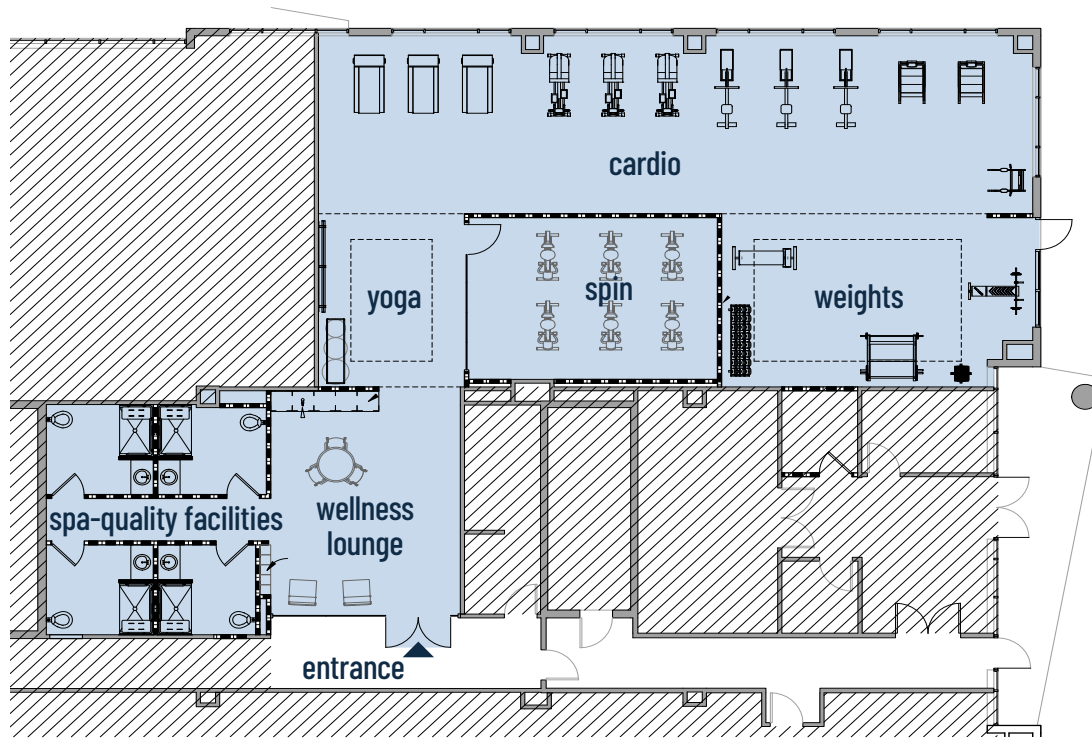 cardio
yoga
spin
weights
spa-quality facilities
wellness
lounge
entrance